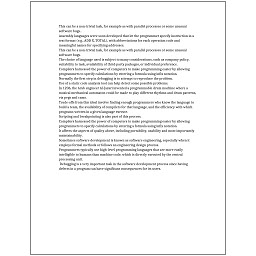 This can be a non-trivial task, for example as with parallel processes or some unusual
software bugs.
Assembly languages were soon developed that let the programmer specify instruction in a
text format (e.g., ADD X, TOTAL), with abbreviations for each operation code and
meaningful names for specifying addresses.
This can be a non-trivial task, for example as with parallel processes or some unusual
software bugs.
The choice of language used is subject to many considerations, such as company policy,
suitability to task, availability of third-party packages, or individual preference.
Compilers harnessed the power of computers to make programming easier by allowing
programmers to specify calculations by entering a formula using infix notation.
Normally the first step in debugging is to attempt to reproduce the problem.
Use of a static code analysis tool can help detect some possible problems.
In 1206, the Arab engineer Al-Jazari invented a programmable drum machine where a
musical mechanical automaton could be made to play different rhythms and drum patterns,
via pegs and cams.
Trade-offs from this ideal involve finding enough programmers who know the language to
build a team, the availability of compilers for that language, and the efficiency with which
programs written in a given language execute.
Scripting and breakpointing is also part of this process.
Compilers harnessed the power of computers to make programming easier by allowing
programmers to specify calculations by entering a formula using infix notation.
It affects the aspects of quality above, including portability, usability and most importantly
maintainability.
Sometimes software development is known as software engineering, especially when it
employs formal methods or follows an engineering design process.
Programmers typically use high-level programming languages that are more easily
intelligible to humans than machine code, which is directly executed by the central
processing unit.
Debugging is a very important task in the software development process since having
defects in a program can have significant consequences for its users.